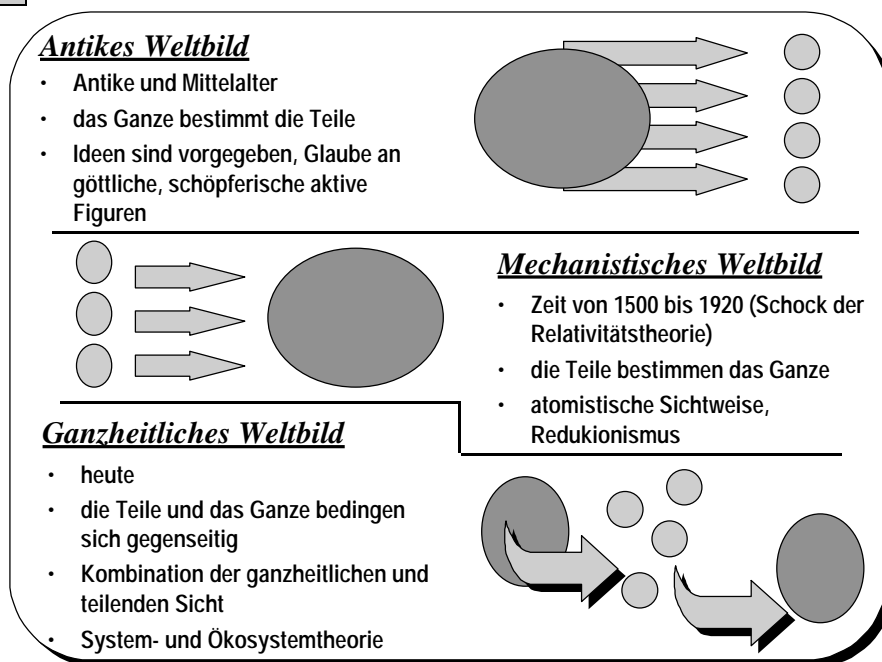 Antikes Weltbild
• Antike und Mittelalter
• das Ganze bestimmt die Teile
• Ideen sind vorgegeben, Glaube an
göttliche, schöpferische aktive
Figuren
Mechanistisches Weltbild
• Zeit von 1500 bis 1920 (Schock der
Relativitätstheorie)
• die Teile bestimmen das Ganze
• atomistische Sichtweise,
Redukionismus
Ganzheitliches Weltbild
• heute
• die Teile und das Ganze bedingen
sich gegenseitig
• Kombination der ganzheitlichen und
teilenden Sicht
• System- und Ökosystemtheorie